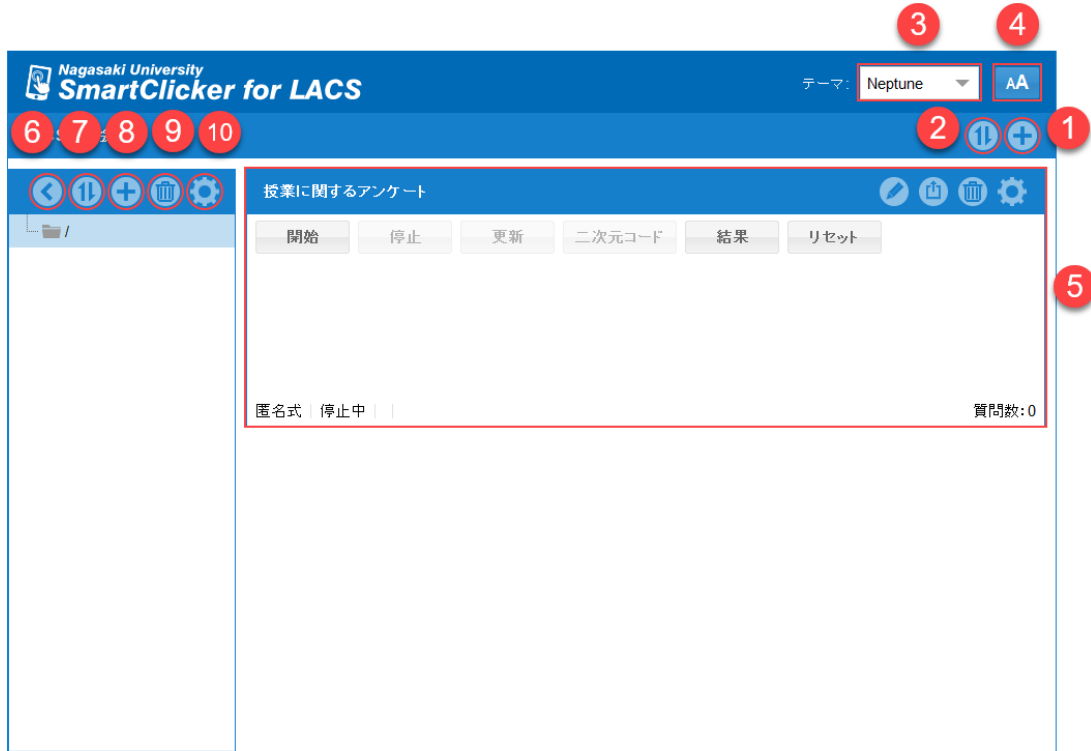 3 4
Nagasaki University
SmartClicker for LACS
テーマ: Neptune AA
6 S 7 8 9 10 2 1
授業に関するアンケート
/
開始 停止 更新 二次元コード 結果 リセット
5
匿名式 停止中 質問数:0